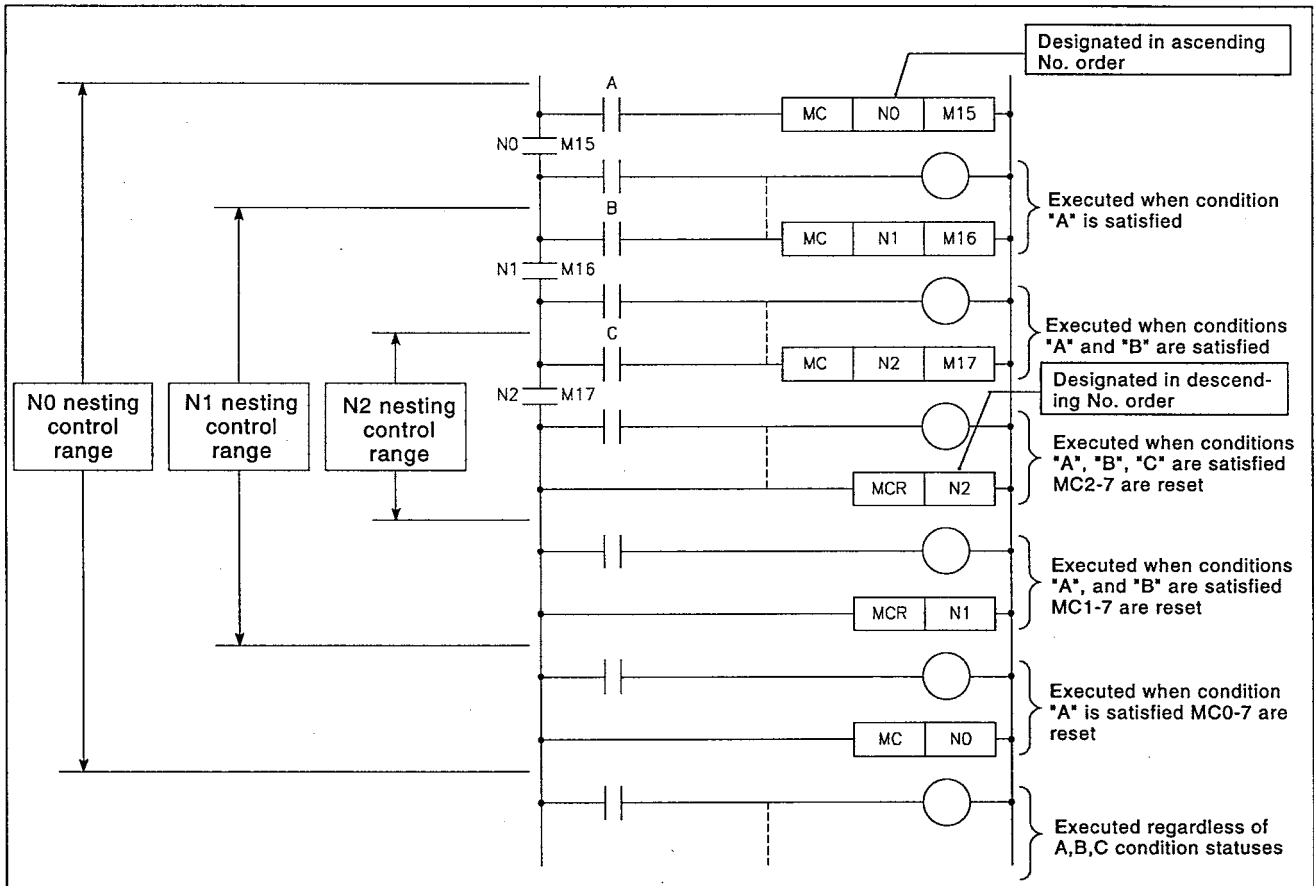 Designated in ascending
No. order
A
MC N0 M15
N0 M15
B
Executed when condition
"A" is satisfied
MC N1 M16
N1 M16
C
Executed when conditions
"A" and "B" are satisfied
MC N2 M17
N2 M17
Designated in descend-
ing No. order
N0 nesting
control
range
N1 nesting
control
range
N2 nesting
control
range
Executed when conditions
"A", "B", "C" are satisfied
MC2-7 are reset
MCR N2
Executed when conditions
"A", and "B" are satisfied
MC1-7 are reset
MCR N1
Executed when condition
"A" is satisfied MC0-7 are
reset
MC N0
Executed regardless of
A,B,C condition statuses